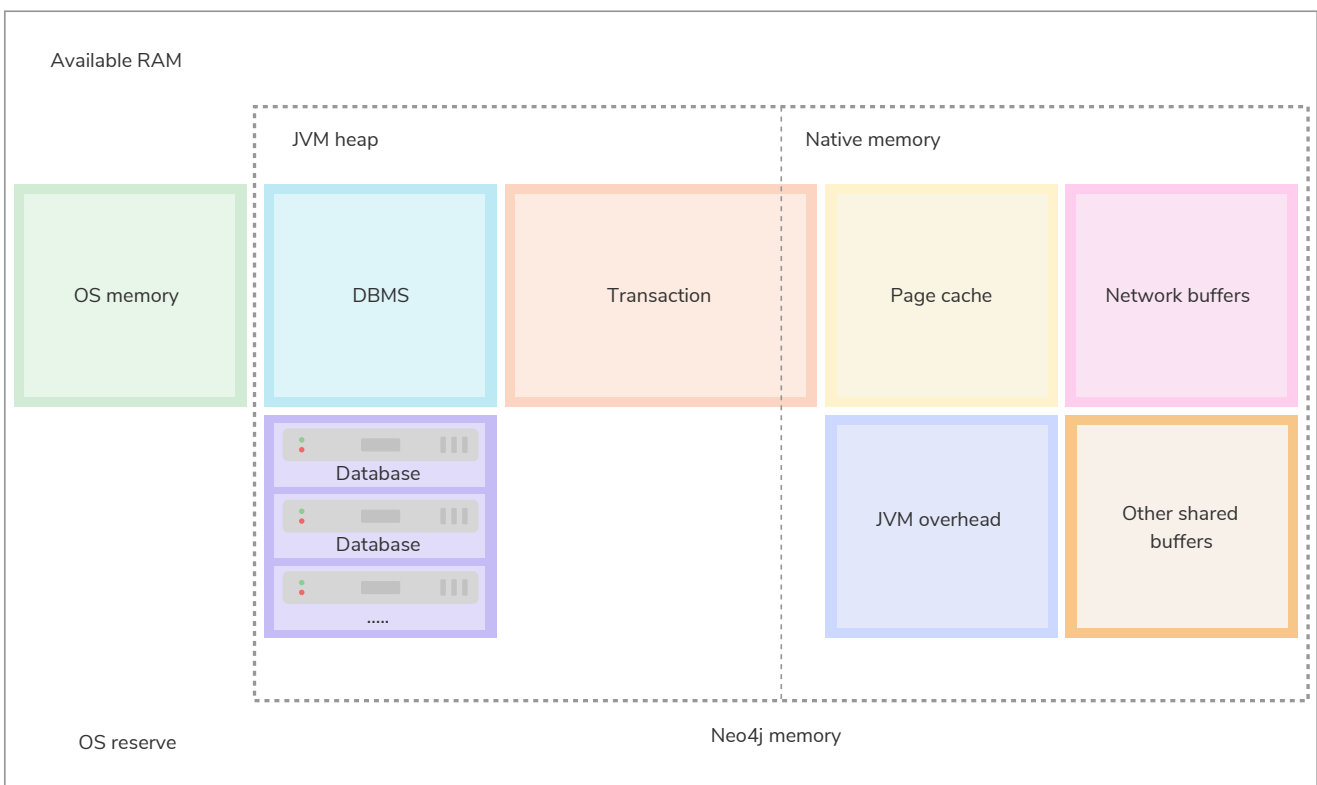 Available RAM
JVM heap
Native memory
OS memory
DBMS
Transaction
Page cache
Network buffers
Database
Database
.....
JVM overhead
Other shared
buffers
OS reserve
Neo4j memory